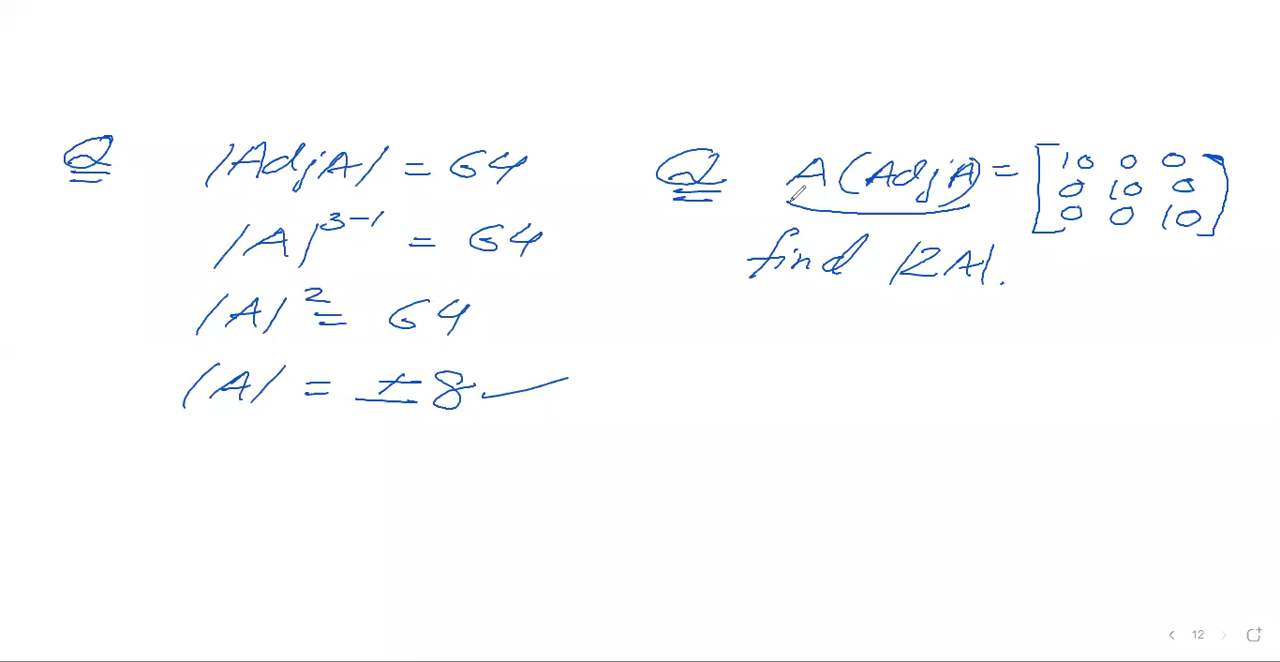 Q |AdjA| = 64
|A|³⁻¹ = 64
|A|² = 64
|A| = ±8
Q A(AdjA) = [10 0 0
0 10 0
0 0 10]
find |2A|.
12